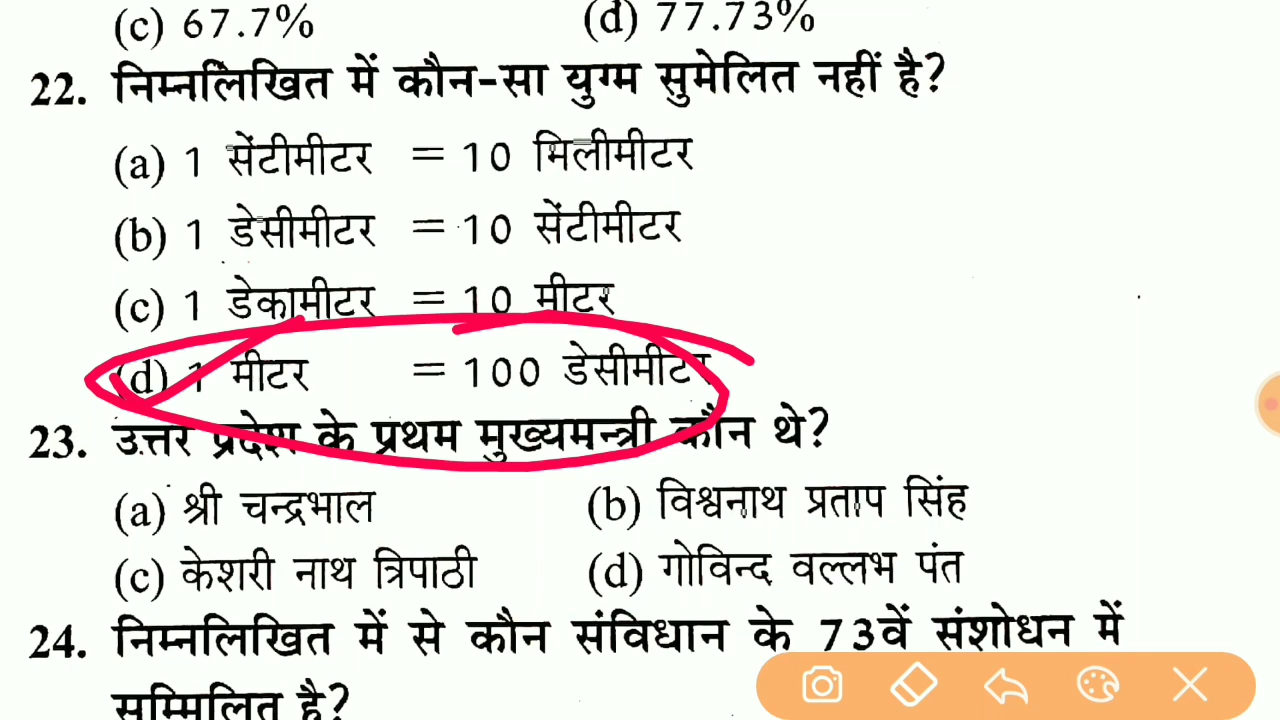 (c) 67.7% (d) 77.73%
22. निम्नलिखित में कौन-सा युग्म सुमेलित नहीं है?
(a) 1 सेंटीमीटर = 10 मिलीमीटर
(b) 1 डेसीमीटर = 10 सेंटीमीटर
(c) 1 डेकामीटर = 10 मीटर
(d) 1 मीटर = 100 डेसीमीटर
23. उत्तर प्रदेश के प्रथम मुख्यमन्त्री कौन थे?
(a) श्री चन्द्रभाल (b) विश्वनाथ प्रताप सिंह
(c) केशरी नाथ त्रिपाठी (d) गोविन्द वल्लभ पंत
24. निम्नलिखित में से कौन संविधान के 73वें संशोधन में
सम्मिलित है?